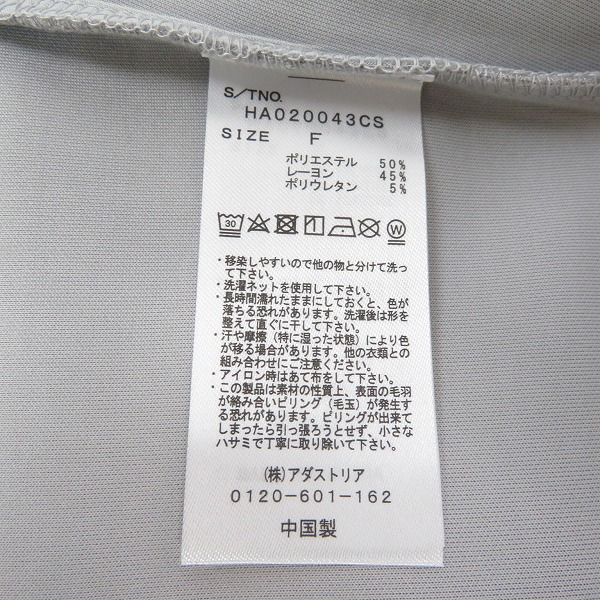 S/TNO.
HA020043CS
SIZE F
ポリエステル 50%
レーヨン 45%
ポリウレタン 5%
30 W
・移染しやすいので他の物と分けて洗っ
て下さい。
・洗濯ネットを使用して下さい。
・長時間濡れたままにしておくと、色が
落ちる恐れがあります。洗濯後は形を
整えて直ぐに干して下さい。
・汗や摩擦（特に湿った状態）により色
が移る場合があります。他の衣類との
組み合わせにご注意ください。
・アイロン時はあて布をして下さい。
・この製品は素材の性質上、表面の毛羽
が絡み合いピリング（毛玉）が発生す
る恐れがあります。ピリングが出来て
しまったら引っ張ろうとせず、小さな
ハサミで丁寧に取り除いて下さい。
(株)アダストリア
0120-601-162
中国製